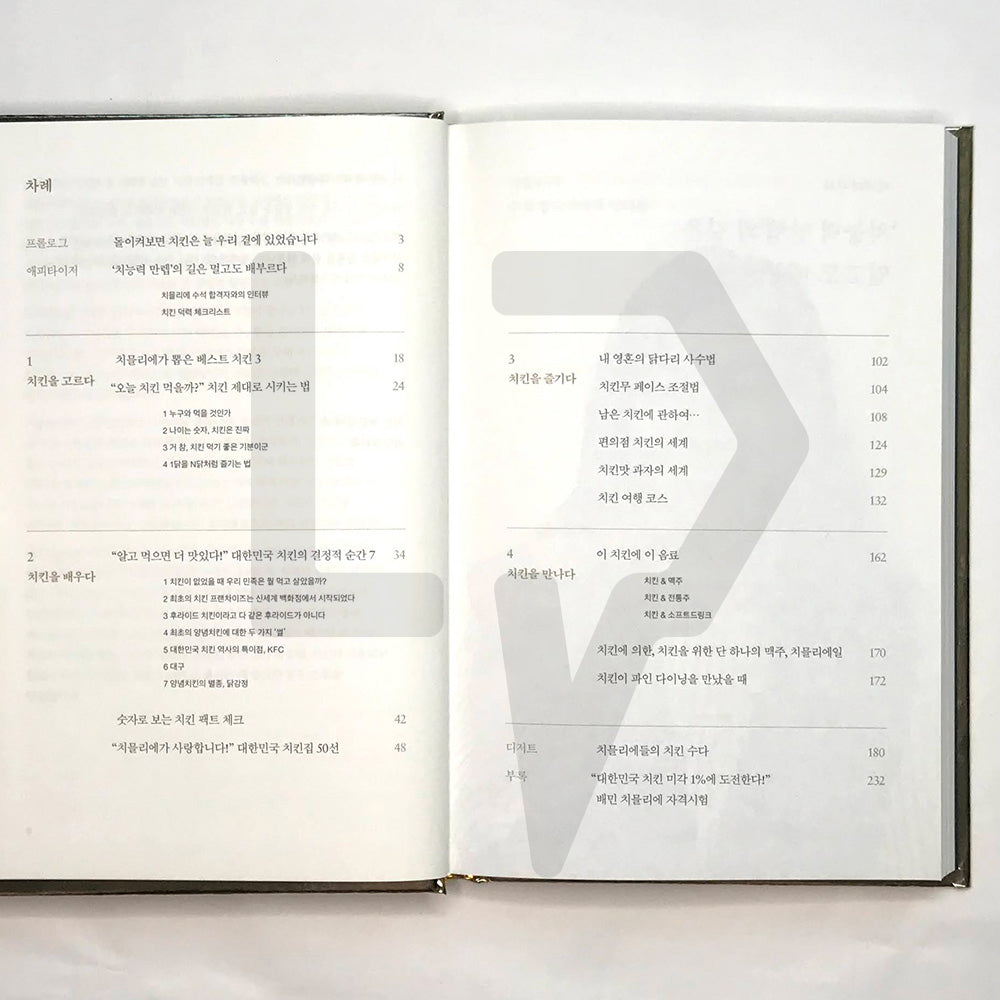 차례
프롤로그 돌이켜보면 치킨은 늘 우리 곁에 있었습니다 3
애피타이저 ‘치능력 만렙’의 길은 멀고도 배부르다 8
치믈리에 수석 합격자와의 인터뷰
치킨 덕력 체크리스트
1 치믈리에가 뽑은 베스트 치킨 3 18
치킨을 고르다 “오늘 치킨 먹을까?” 치킨 제대로 시키는 법 24
1 누구와 먹을 것인가
2 나이는 숫자, 치킨은 진짜
3 거 참, 치킨 먹기 좋은 기분이군
4 1닭을 N닭처럼 즐기는 법
2 “알고 먹으면 더 맛있다!” 대한민국 치킨의 결정적 순간 7 34
치킨을 배우다
1 치킨이 없었을 때 우리 민족은 뭘 먹고 살았을까?
2 최초의 치킨 프랜차이즈는 신세계 백화점에서 시작되었다
3 후라이드 치킨이라고 다 같은 후라이드가 아니다
4 최초의 양념치킨에 대한 두 가지 ‘썰’
5 대한민국 치킨 역사의 특이점, KFC
6 대구
7 양념치킨의 별종, 닭강정
숫자로 보는 치킨 팩트 체크 42
“치믈리에가 사랑합니다!” 대한민국 치킨집 50선 48
3 내 영혼의 닭다리 사수법 102
치킨을 즐기다 치킨무 페이스 조절법 104
남은 치킨에 관하여… 108
편의점 치킨의 세계 124
치킨맛 과자의 세계 129
치킨 여행 코스 132
4 이 치킨에 이 음료 162
치킨을 만나다
치킨 & 맥주
치킨 & 전통주
치킨 & 소프트드링크
치킨에 의한, 치킨을 위한 단 하나의 맥주, 치믈리에일 170
치킨이 파인 다이닝을 만났을 때 172
디저트 치믈리에들의 치킨 수다 180
부록 “대한민국 치킨 미각 1%에 도전한다!” 232
배민 치믈리에 자격시험